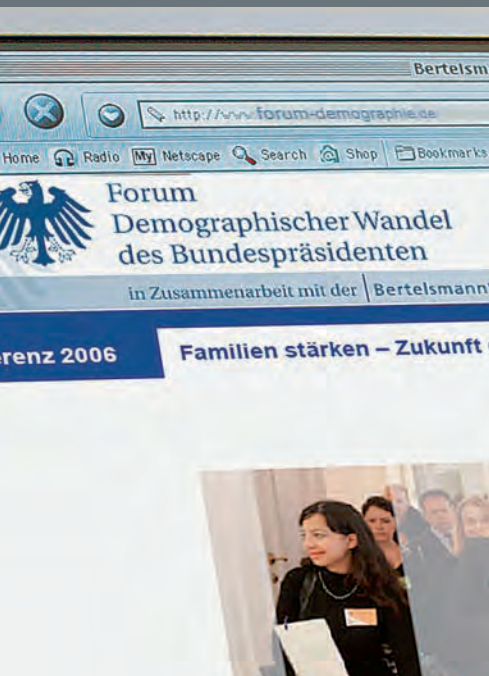 Bertelsm
http://www.forum-demographie.de
Home Radio My Netscape Search Shop Bookmarks
Forum
Demographischer Wandel
des Bundespräsidenten
in Zusammenarbeit mit der Bertelsmann
erenz 2006 Familien stärken – Zukunft